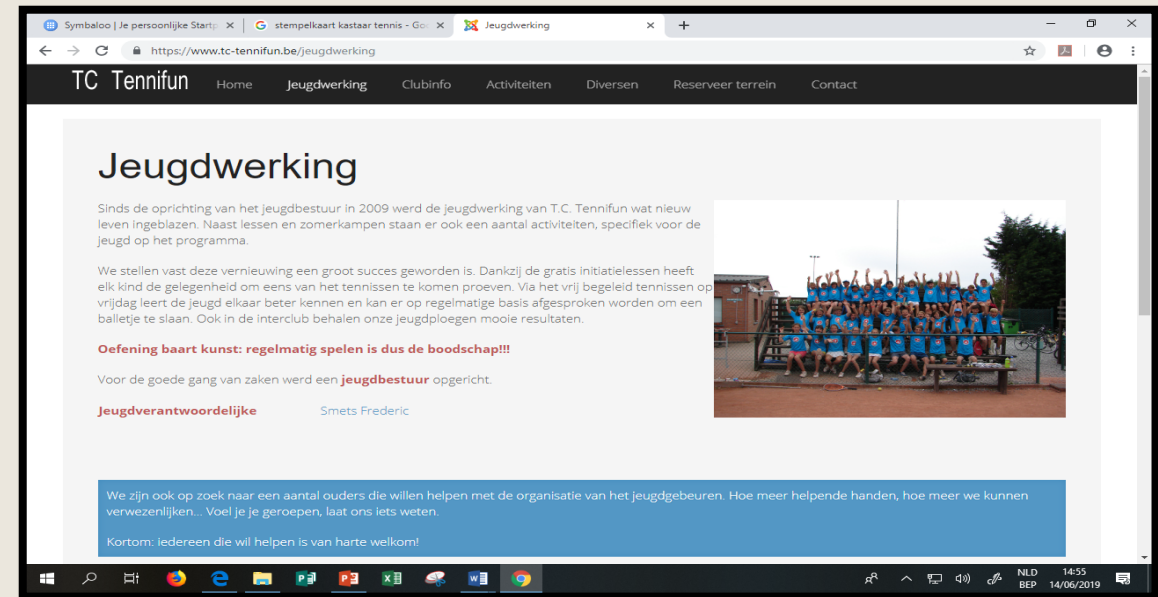 Symbaloo | Je persoonlijke Startp
stempelkaart kastaar tennis - Goo
Jeugdwerking
https://www.tc-tennifun.be/jeugdwerking
TC Tennifun Home Jeugdwerking Clubinfo Activiteiten Diversen Reserveer terrein Contact
Jeugdwerking
Sinds de oprichting van het jeugdbestuur in 2009 werd de jeugdwerking van T.C. Tennifun wat nieuw
leven ingeblazen. Naast lessen en zomerkampen staan er ook een aantal activiteiten, specifiek voor de
jeugd op het programma.
We stellen vast deze vernieuwing een groot succes geworden is. Dankzij de gratis initiatielessen heeft
elk kind de gelegenheid om eens van het tennissen te komen proeven. Via het vrij begeleid tennissen op
vrijdag leert de jeugd elkaar beter kennen en kan er op regelmatige basis afgesproken worden om een
balletje te slaan. Ook in de interclub behalen onze jeugdploegen mooie resultaten.
Oefening baart kunst: regelmatig spelen is dus de boodschap!!!
Voor de goede gang van zaken werd een jeugdbestuur opgericht.
Jeugdverantwoordelijke Smets Frederic
We zijn ook op zoek naar een aantal ouders die willen helpen met de organisatie van het jeugdgebeuren. Hoe meer helpende handen, hoe meer we kunnen
verwezenlijken... Voel je je geroepen, laat ons iets weten.
Kortom: iedereen die wil helpen is van harte welkom!
NLD 14:55
BEP 14/06/2019